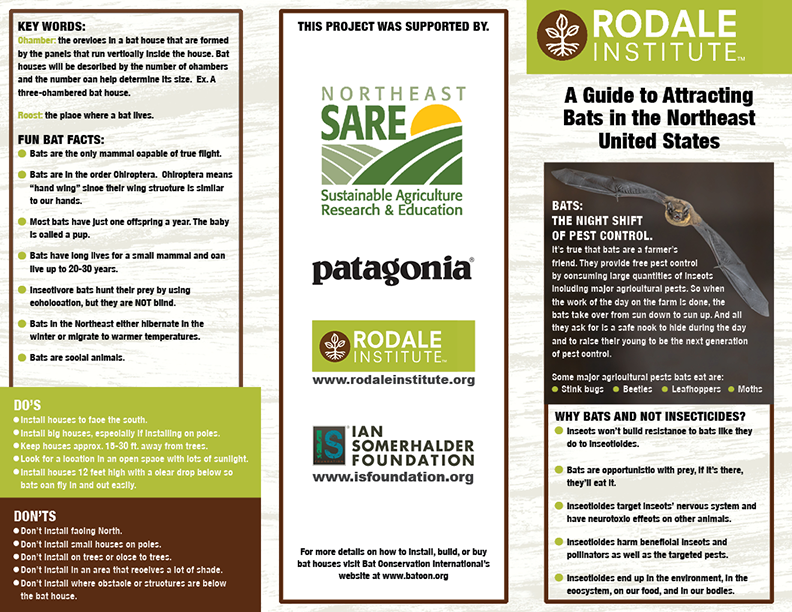 KEY WORDS:
Chamber: the crevices in a bat house that are formed
by the panels that run vertically inside the house. Bat
houses will be described by the number of chambers
and the number can help determine its size. Ex. A
three-chambered bat house.
Roost: the place where a bat lives.
FUN BAT FACTS:
Bats are the only mammal capable of true flight.
Bats are in the order Chiroptera. Chiroptera means
“hand wing” since their wing structure is similar
to our hands.
Most bats have just one offspring a year. The baby
is called a pup.
Bats have long lives for a small mammal and can
live up to 20-30 years.
Insectivore bats hunt their prey by using
echolocation, but they are NOT blind.
Bats in the Northeast either hibernate in the
winter or migrate to warmer temperatures.
Bats are social animals.
DO'S
Install houses to face the south.
Install big houses, especially if installing on poles.
Keep houses approx. 15-30 ft. away from trees.
Look for a location in an open space with lots of sunlight.
Install houses 12 feet high with a clear drop below so
bats can fly in and out easily.
DON'TS
Don't install facing North.
Don't install small houses on poles.
Don't install on trees or close to trees.
Don't install in an area that receives a lot of shade.
Don't install where obstacle or structures are below
the bat house.
THIS PROJECT WAS SUPPORTED BY.
NORTHEAST
SARE
Sustainable Agriculture
Research & Education
patagonia®
RODALE
INSTITUTE™
www.rodaleinstitute.org
IS
IAN
SOMERHALDER
FOUNDATION
www.isfoundation.org
For more details on how to install, build, or buy
bat houses visit Bat Conservation International's
website at www.batcon.org
RODALE
INSTITUTE™
A Guide to Attracting
Bats in the Northeast
United States
BATS:
THE NIGHT SHIFT
OF PEST CONTROL.
It's true that bats are a farmer's
friend. They provide free pest control
by consuming large quantities of insects
including major agricultural pests. So when
the work of the day on the farm is done, the
bats take over from sun down to sun up. And all
they ask for is a safe nook to hide during the day
and to raise their young to be the next generation
of pest control.
Some major agricultural pests bats eat are:
Stink bugs Beetles Leafhoppers Moths
WHY BATS AND NOT INSECTICIDES?
Insects won't build resistance to bats like they
do to insecticides.
Bats are opportunistic with prey, if it's there,
they'll eat it.
Insecticides target insects' nervous system and
have neurotoxic effects on other animals.
Insecticides harm beneficial insects and
pollinators as well as the targeted pests.
Insecticides end up in the environment, in the
ecosystem, on our food, and in our bodies.